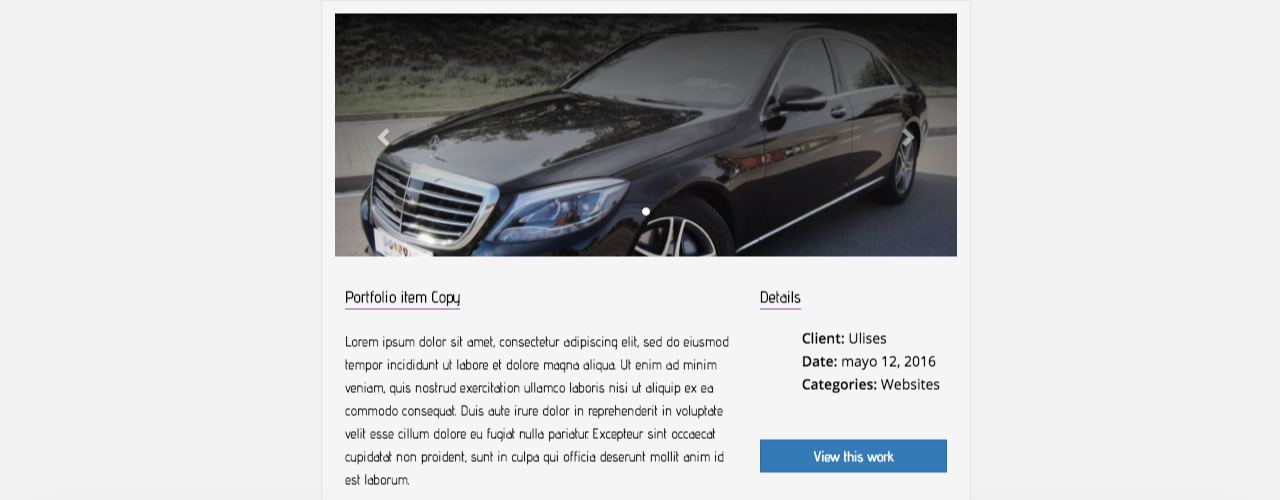 Portfolio item Copy
Lorem ipsum dolor sit amet, consectetur adipiscing elit, sed do eiusmod
tempor incididunt ut labore et dolore magna aliqua. Ut enim ad minim
veniam, quis nostrud exercitation ullamco laboris nisi ut aliquip ex ea
commodo consequat. Duis aute irure dolor in reprehenderit in voluptate
velit esse cillum dolore eu fugiat nulla pariatur. Excepteur sint occaecat
cupidatat non proident, sunt in culpa qui officia deserunt mollit anim id
est laborum.
Details
Client: Ulises
Date: mayo 12, 2016
Categories: Websites
View this work